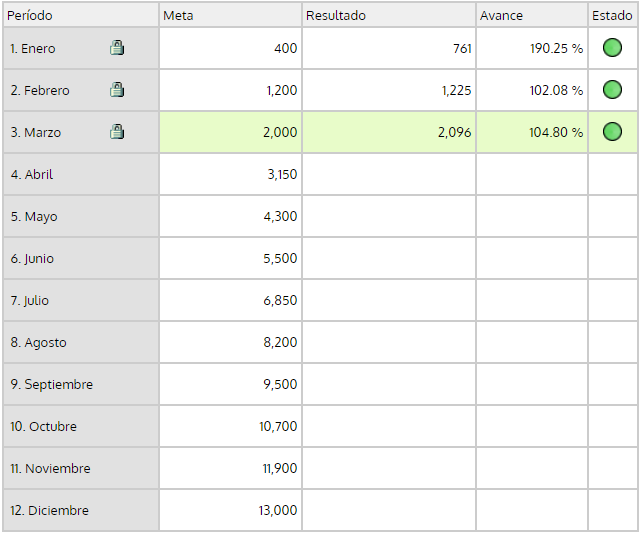 Período Meta Resultado Avance Estado
1. Enero 400 761 190.25 %
2. Febrero 1,200 1,225 102.08 %
3. Marzo 2,000 2,096 104.80 %
4. Abril 3,150
5. Mayo 4,300
6. Junio 5,500
7. Julio 6,850
8. Agosto 8,200
9. Septiembre 9,500
10. Octubre 10,700
11. Noviembre 11,900
12. Diciembre 13,000